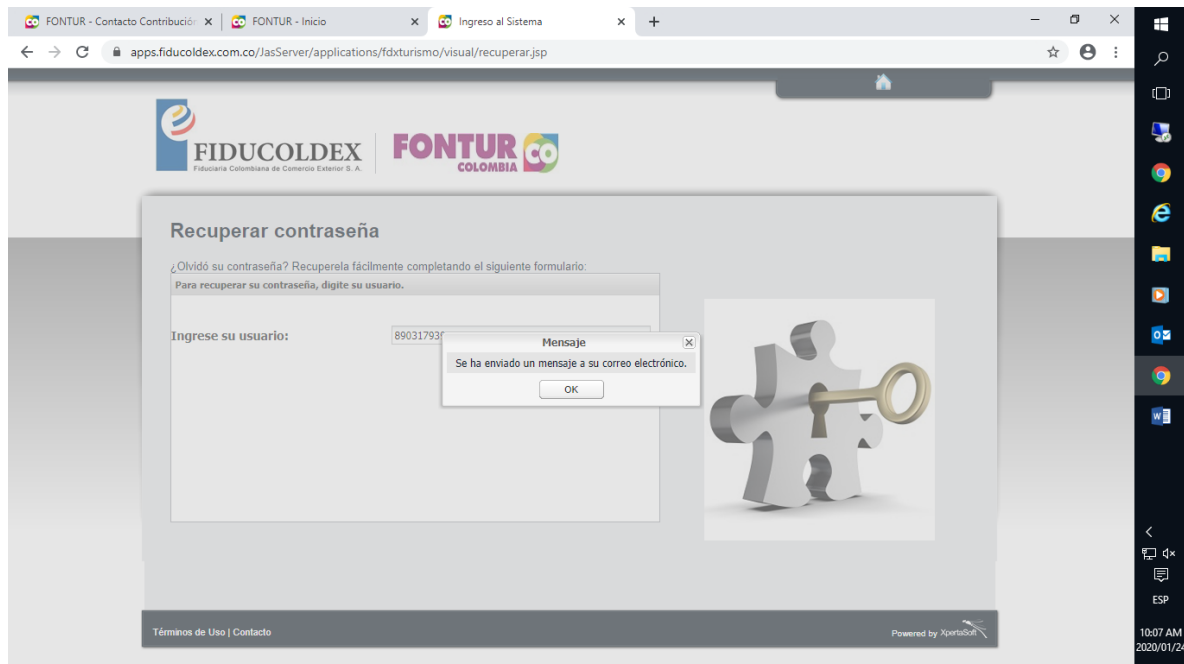 FONTUR - Contacto Contribución
FONTUR - Inicio
Ingreso al Sistema
apps.fiducoldex.com.co/JasServer/applications/fdxturismo/visual/recuperar.jsp
FIDUCOLDEX
Fiduciaria Colombiana de Comercio Exterior S. A.
FONTUR CO
COLOMBIA
Recuperar contraseña
¿Olvidó su contraseña? Recuperela fácilmente completando el siguiente formulario:
Para recuperar su contraseña, digite su usuario.
Ingrese su usuario:
89031793
Mensaje
Se ha enviado un mensaje a su correo electrónico.
OK
Términos de Uso | Contacto
Powered by XpertaSoft
ESP
10:07 AM
2020/01/24